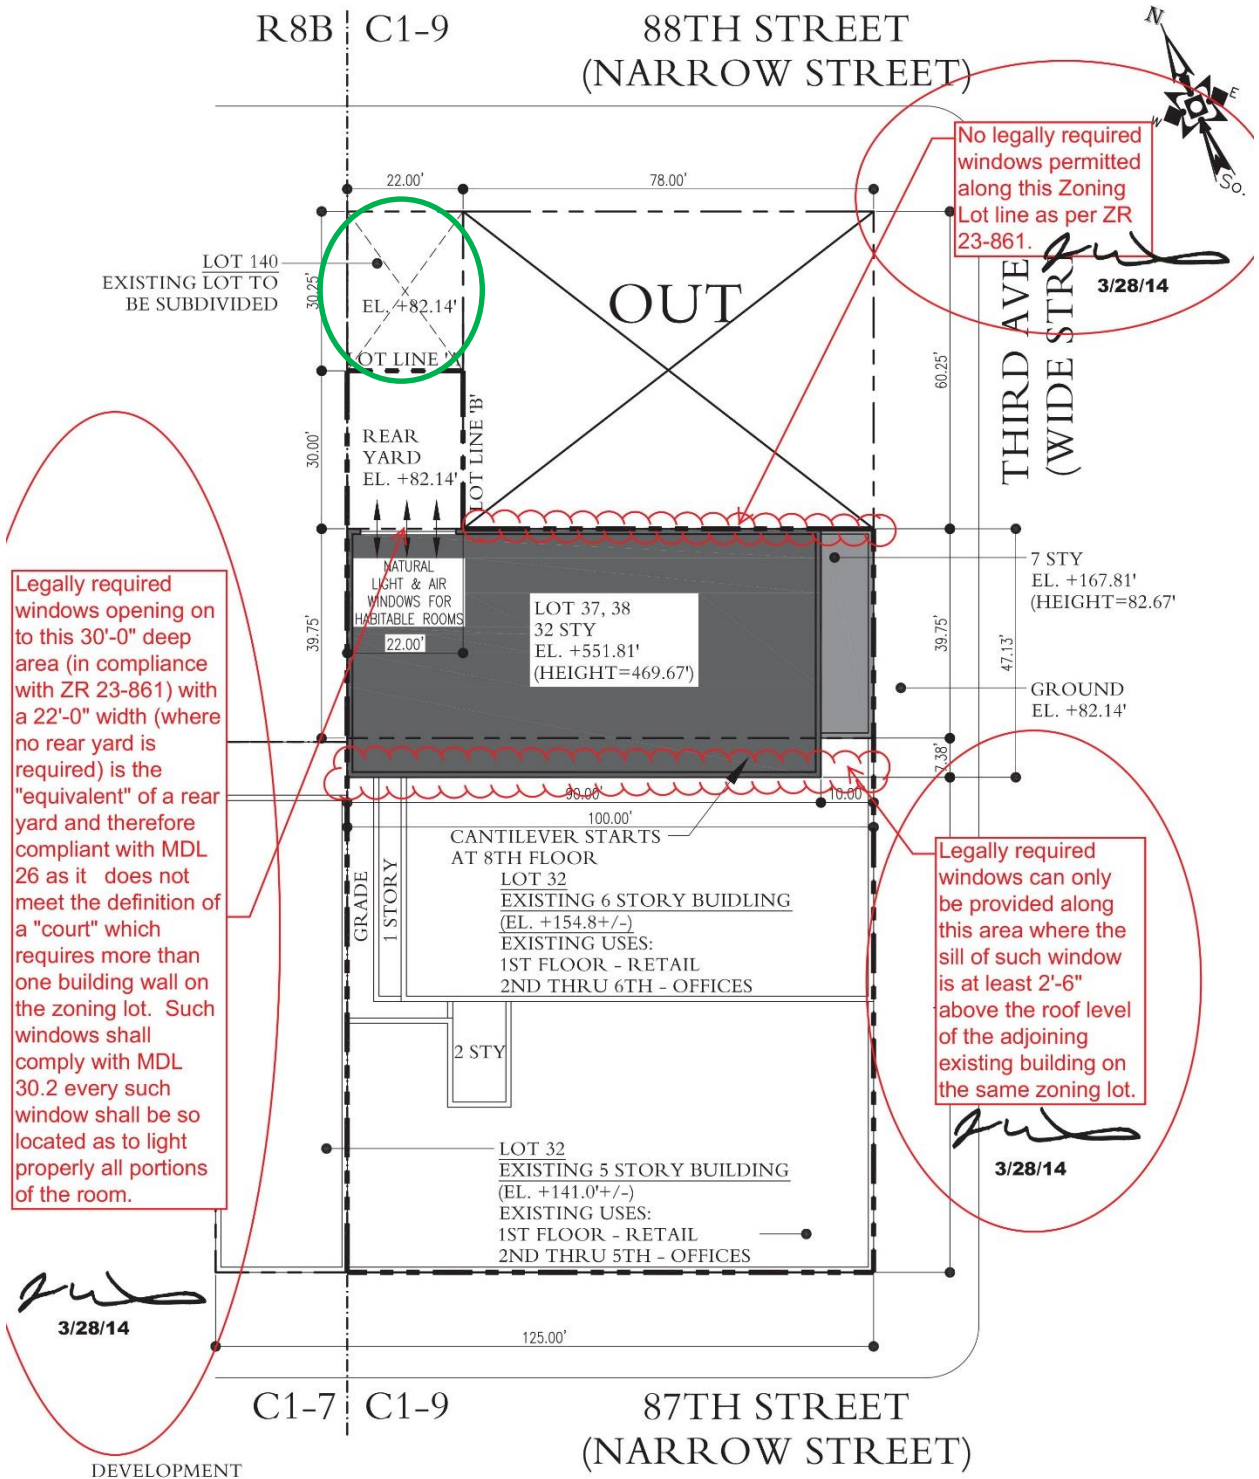 R8B C1-9
88TH STREET
(NARROW STREET)
N
E
W
So.
No legally required
windows permitted
along this Zoning
Lot line as per ZR
23-861.
3/28/14
22.00'
78.00'
LOT 140
EXISTING LOT TO
BE SUBDIVIDED
30.25'
EL. +82.14'
OUT
THIRD AVE
(WIDE STR
60.25'
LOT LINE 'A'
LOT LINE 'B'
30.00'
REAR
YARD
EL. +82.14'
NATURAL
LIGHT & AIR
WINDOWS FOR
HABITABLE ROOMS
22.00'
39.75'
LOT 37, 38
32 STY
EL. +551.81'
(HEIGHT=469.67')
7 STY
EL. +167.81'
(HEIGHT=82.67')
39.75'
47.13'
GROUND
EL. +82.14'
7.38'
Legally required
windows opening on
to this 30'-0" deep
area (in compliance
with ZR 23-861) with
a 22'-0" width (where
no rear yard is
required) is the
"equivalent" of a rear
yard and therefore
compliant with MDL
26 as it does not
meet the definition of
a "court" which
requires more than
one building wall on
the zoning lot. Such
windows shall
comply with MDL
30.2 every such
window shall be so
located as to light
properly all portions
of the room.
3/28/14
90.00'
10.00'
100.00'
CANTILEVER STARTS
AT 8TH FLOOR
GRADE
1 STORY
LOT 32
EXISTING 6 STORY BUIDLING
(EL. +154.8+/-)
EXISTING USES:
1ST FLOOR - RETAIL
2ND THRU 6TH - OFFICES
Legally required
windows can only
be provided along
this area where the
sill of such window
is at least 2'-6"
above the roof level
of the adjoining
existing building on
the same zoning lot.
3/28/14
2 STY
LOT 32
EXISTING 5 STORY BUILDING
(EL. +141.0'+/-)
EXISTING USES:
1ST FLOOR - RETAIL
2ND THRU 5TH - OFFICES
125.00'
C1-7 C1-9
87TH STREET
(NARROW STREET)
DEVELOPMENT